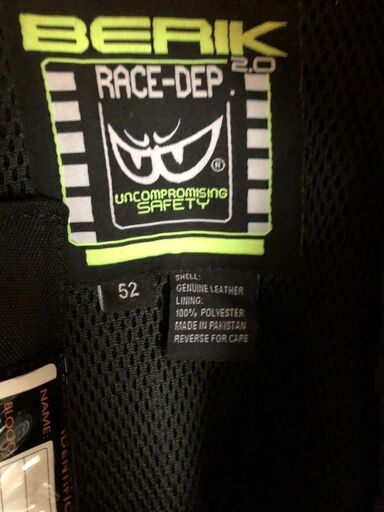 BERIK
2.0
RACE-DEP.
®
UNCOMPROMISING
SAFETY
52
SHELL:
GENUINE LEATHER
LINING:
100% POLYESTER
MADE IN PAKISTAN
REVERSE FOR CARE
NAME: